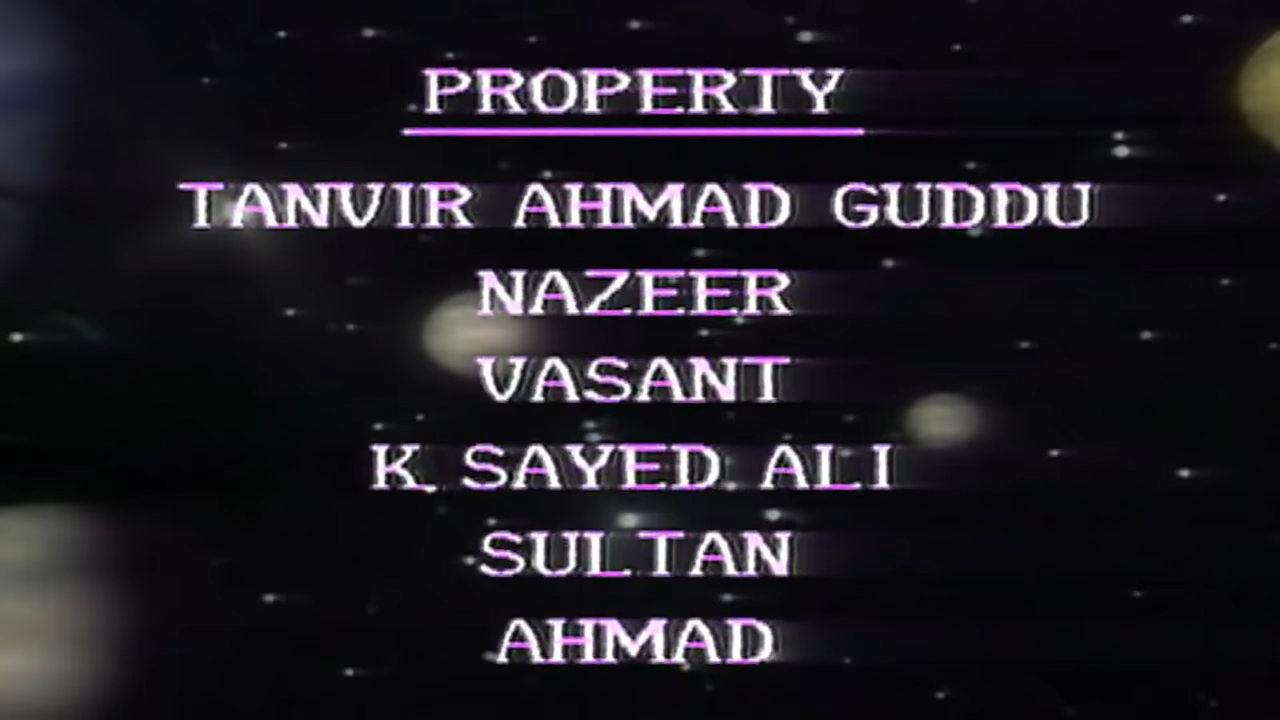 PROPERTY
TANVIR AHMAD GUDDU
NAZEER
VASANT
K. SAYED ALI
SULTAN
AHMAD